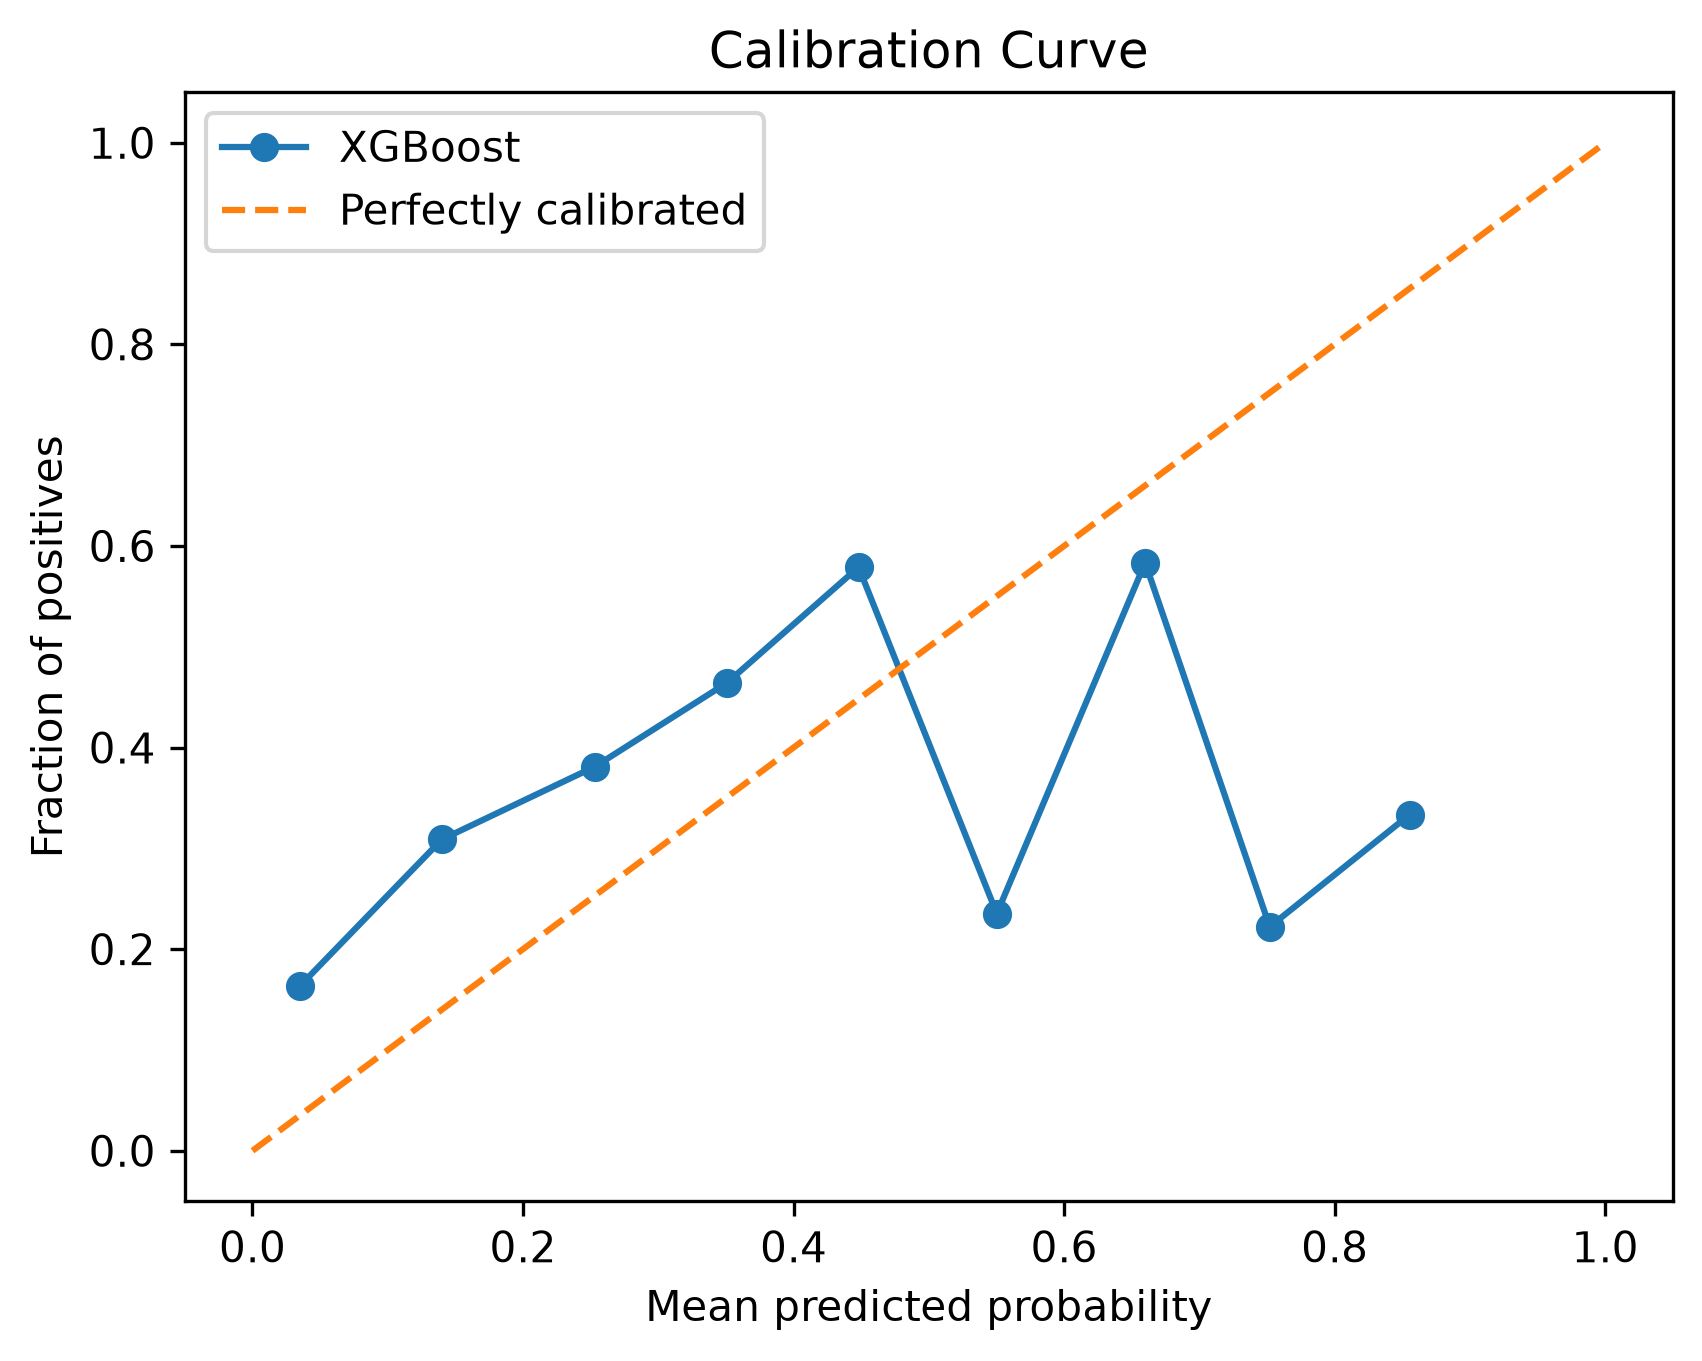 Calibration Curve
XGBoost
Perfectly calibrated
1.0
0.8
0.6
0.4
0.2
0.0
Fraction of positives
0.0 0.2 0.4 0.6 0.8 1.0
Mean predicted probability